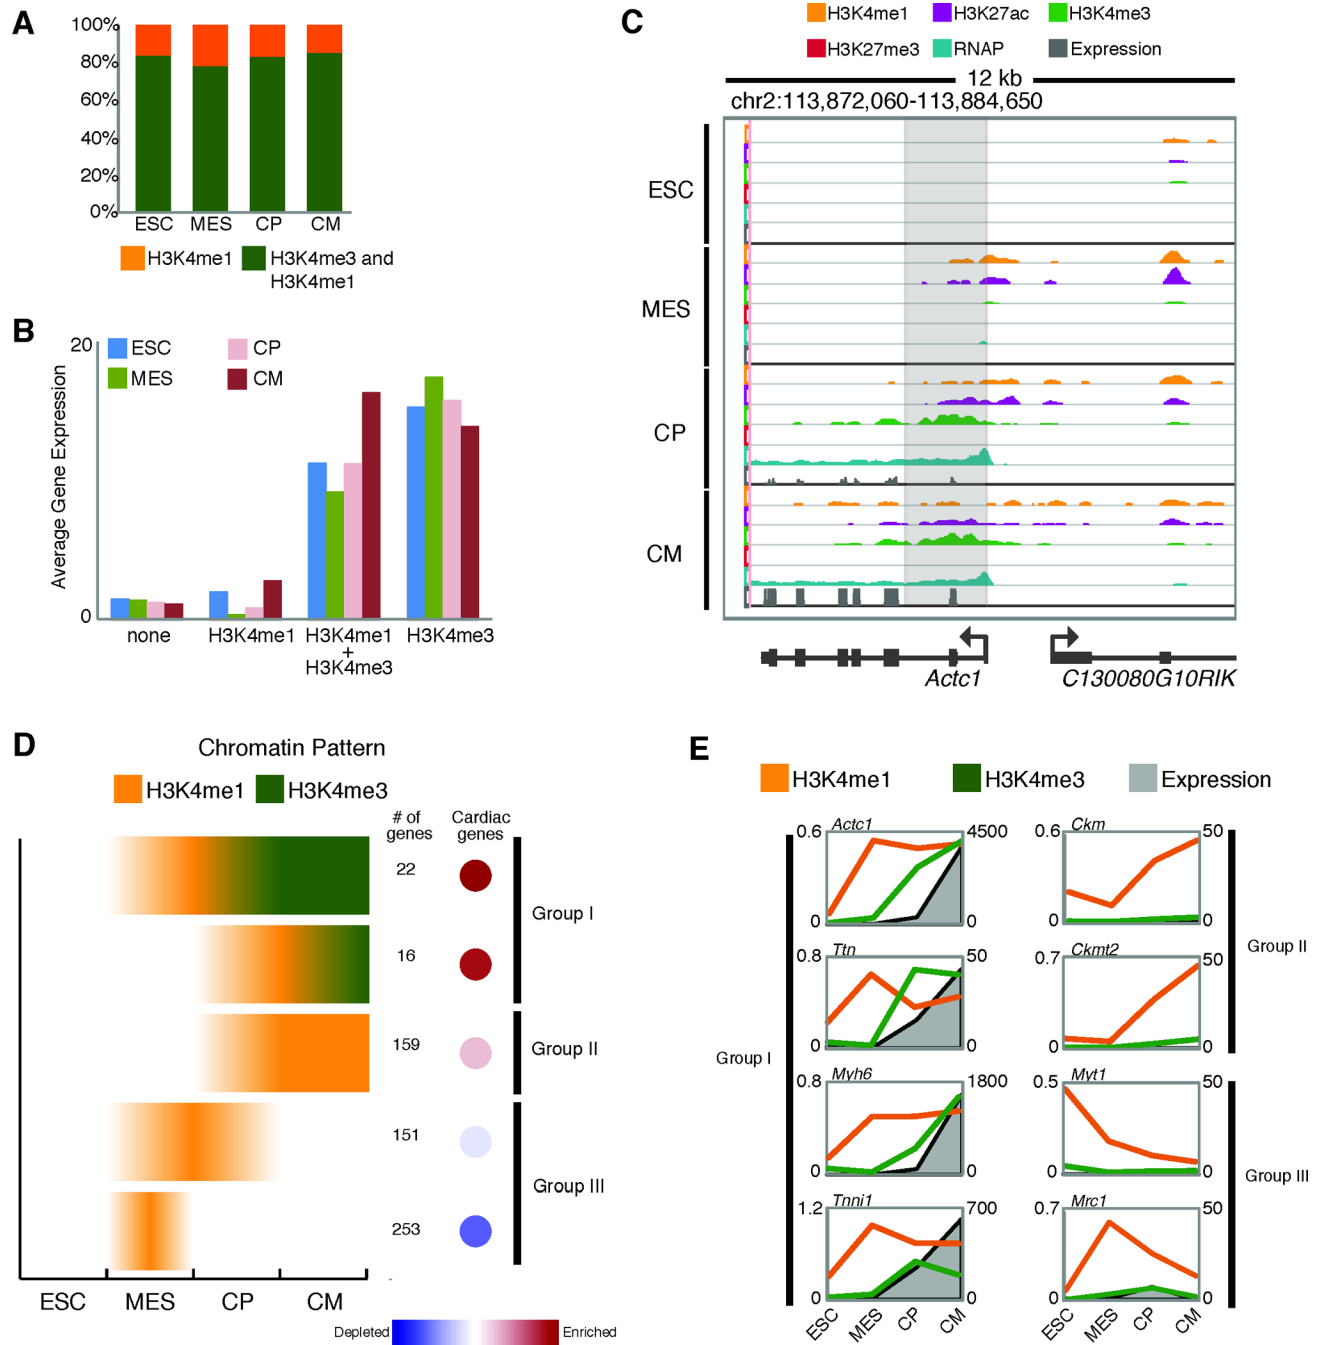 A
100%
80%
60%
40%
20%
0%
ESC MES CP CM
H3K4me1 H3K4me3 and
H3K4me1
B
20
Average Gene Expression
0
ESC CP
MES CM
none H3K4me1 H3K4me1 H3K4me3
+
H3K4me3
C
H3K4me1 H3K27ac H3K4me3
H3K27me3 RNAP Expression
12 kb
chr2:113,872,060-113,884,650
ESC
MES
CP
CM
Actc1 C130080G10RIK
D
Chromatin Pattern
H3K4me1 H3K4me3
# of Cardiac
genes genes
22
Group I
16
159 Group II
151
Group III
253
ESC MES CP CM
Depleted Enriched
E
H3K4me1 H3K4me3 Expression
Group I
Actc1
0.6 4500
0 0
Ttn
0.8 50
0 0
Myh6
0.8 1800
0 0
Tnni1
1.2 700
0 0
ESC MES CP CM
Ckm
0.6 50
0 0
Group II
Ckmt2
0.7 50
0 0
Myt1
0.5 50
0 0
Group III
Mrc1
0.7 50
0 0
ESC MES CP CM